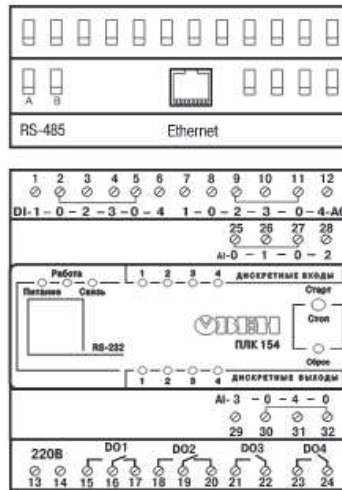 A B
RS-485 Ethernet
1 2 3 4 5 6 7 8 9 10 11 12
DI-1-0-2-3-0-4 1-0-2-3-0-4-AO
25 26 27 28
AI-0-1-0-2
Работа
Питание Связь
1 2 3 4 ДИСКРЕТНЫЕ ВХОДЫ
Старт
ОВЕН
Стоп
RS-232
ПЛК 154
Сброс
1 2 3 4 ДИСКРЕТНЫЕ ВЫХОДЫ
AI-3-0-4-0
29 30 31 32
220В DO1 DO2 DO3 DO4
13 14 15 16 17 18 19 20 21 22 23 24